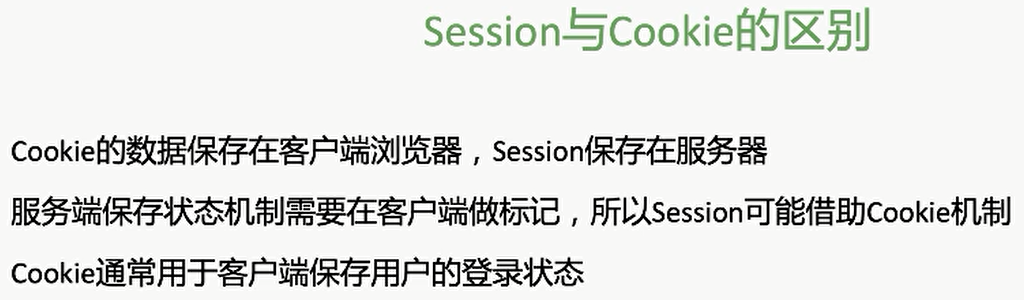 Session与Cookie的区别
Cookie的数据保存在客户端浏览器，Session保存在服务器
服务端保存状态机制需要在客户端做标记，所以Session可能借助Cookie机制
Cookie通常用于客户端保存用户的登录状态